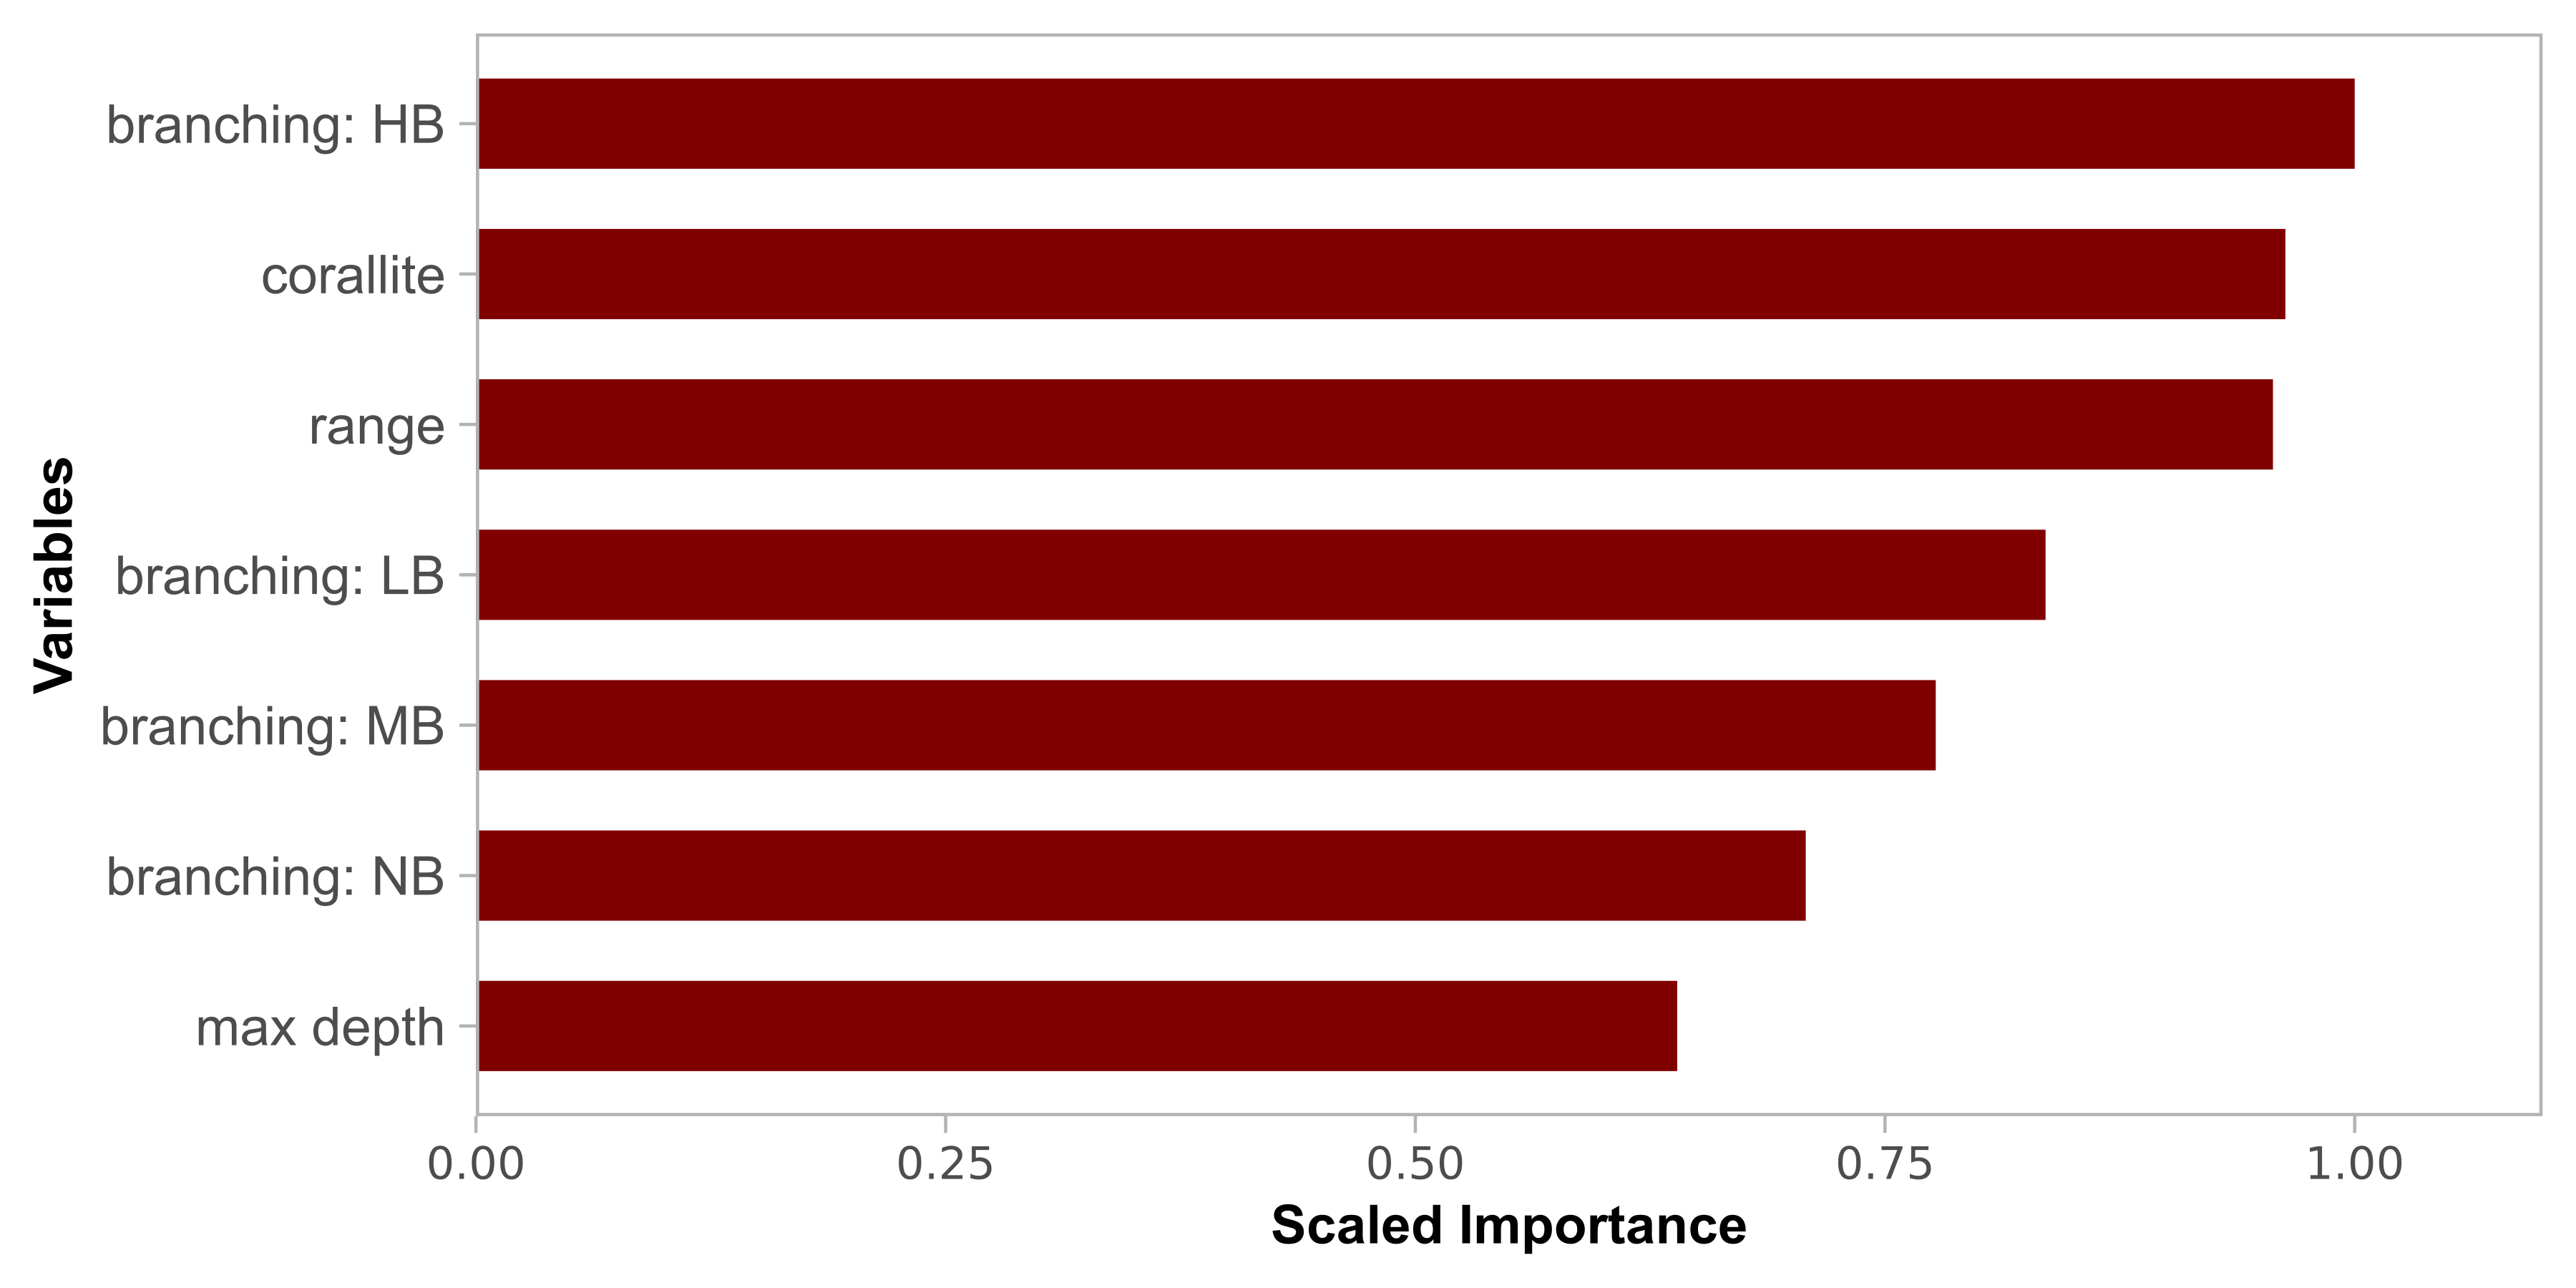 Variables
branching: HB
corallite
range
branching: LB
branching: MB
branching: NB
max depth
0.00 0.25 0.50 0.75 1.00
Scaled Importance